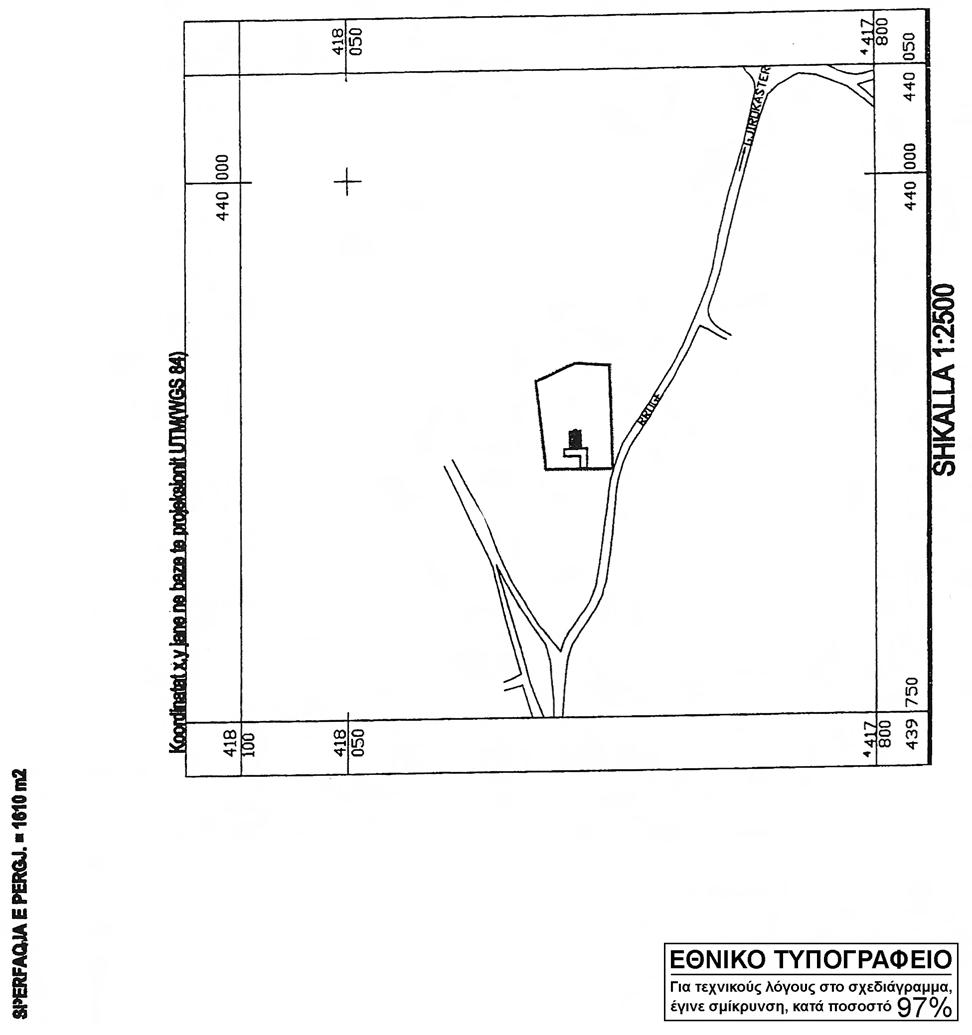 SIPERFAQJA E PERGJ. = 1610 m2
Koordinatat x,y jane ne baze te projeksionit UTM(WGS 84)
418
050
4 417
800
440 000
440 050
440 000
GJIROKASTER
RRUGE
SHKALLA 1:2500
418
100
418
050
4 417
800
439 750
ΕΘΝΙΚΟ ΤΥΠΟΓΡΑΦΕΙΟ
Για τεχνικούς λόγους στο σχεδιάγραμμα,
έγινε σμίκρυνση, κατά ποσοστό 97%